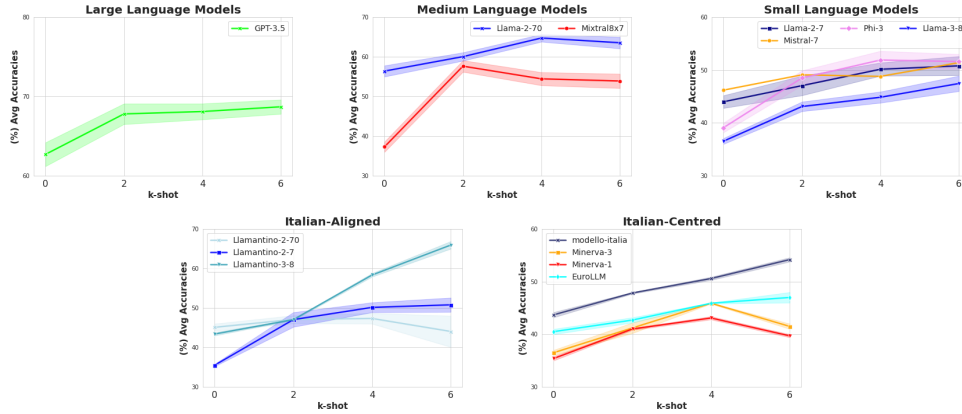 Large Language Models
(%) Avg Accuracies
80
70
60
GPT-3.5
0 2 4 6
k-shot
Medium Language Models
(%) Avg Accuracies
70
60
50
40
30
Llama-2-70 Mixtral8x7
0 2 4 6
k-shot
Small Language Models
(%) Avg Accuracies
60
50
40
30
Llama-2-7 Phi-3 Llama-3-8
Mistral-7
0 2 4 6
k-shot
Italian-Aligned
(%) Avg Accuracies
70
60
50
40
30
Llamantino-2-70
Llamantino-2-7
Llamantino-3-8
0 2 4 6
k-shot
Italian-Centred
(%) Avg Accuracies
60
50
40
30
modello-italia
Minerva-3
Minerva-1
EuroLLM
0 2 4 6
k-shot